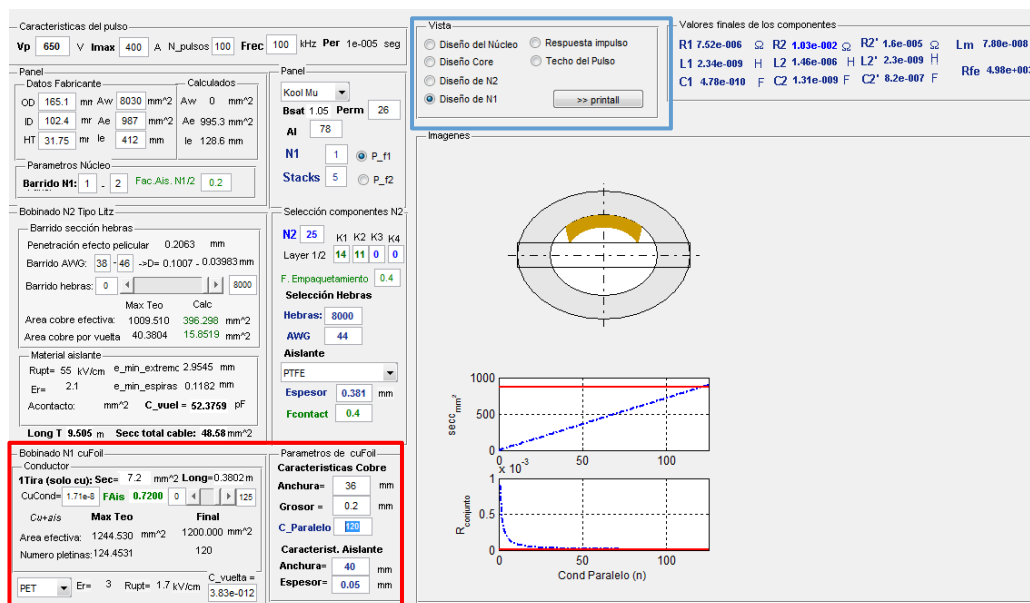 Caracteristicas del pulso
Vp 650 V Imax 400 A N_pulsos 100 Frec 100 kHz Per 1e-005 seg
Panel
Datos Fabricante
Calculados
OD 165.1 mm Aw 8030 mm^2 Aw 0 mm^2
ID 102.4 mr Ae 987 mm^2 Ae 995.3 mm^2
HT 31.75 mr le 412 mm le 128.6 mm
Parametros Núcleo
Barrido N1: 1 - 2 Fac.Ais. N1/2 0.2
Panel
Kool Mu
Bsat 1.05 Perm 26
Al 78
N1 1 P_f1
Stacks 5 P_f2
Vista
Diseño del Núcleo Respuesta impulso
Diseño Core Techo del Pulso
Diseño de N2
Diseño de N1 >> printall
Valores finales de los componentes
R1 7.52e-006 Ω R2 1.03e-002 Ω R2' 1.6e-005 Ω Lm 7.80e-008
L1 2.34e-009 H L2 1.46e-006 H L2' 2.3e-009 H
C1 4.78e-010 F C2 1.31e-009 F C2' 8.2e-007 F Rfe 4.98e+003
Bobinado N2 Tipo Litz
Barrido sección hebras
Penetración efecto pelicular 0.2063 mm
Barrido AWG: 38 - 46 ->D= 0.1007 - 0.03983 mm
Barrido hebras: 0 8000
Max Teo Calc
Area cobre efectiva: 1009.510 396.298 mm^2
Area cobre por vuelta 40.3804 15.8519 mm^2
Material aislante
Rupt= 55 kV/cm e_min_extremc 2.9545 mm
Er= 2.1 e_min_espiras 0.1182 mm
Acontacto: mm^2 C_vuel = 52.3759 pF
Long T 9.505 m Secc total cable: 48.58 mm^2
Selección componentes N2
N2 25 K1 K2 K3 K4
Layer 1/2 14 11 0 0
F. Empaquetamiento 0.4
Selección Hebras
Hebras: 8000
AWG 44
Aislante
PTFE
Espesor 0.381 mm
Fcontact 0.4
Imagenes
1000
500
0
0 50 100
secc_mm²
x 10^-3
1
0.5
0
0 50 100
R_conjunto
Cond Paralelo (n)
Bobinado N1 cuFoil
Conductor
1Tira (solo cu): Sec= 7.2 mm^2 Long= 0.3802 m
CuCond= 1.71e-8 FAis 0.7200 0 125
Cu+ais Max Teo Final
Area efectiva: 1244.530 mm^2 1200.000 mm^2
Numero pletinas: 124.4531 120
PET Er= 3 Rupt= 1.7 kV/cm C_vuelta = 3.83e-012
Parametros de cuFoil
Caracteristicas Cobre
Anchura= 36 mm
Grosor = 0.2 mm
C_Paralelo 120
Caracterist. Aislante
Anchura= 40 mm
Espesor= 0.05 mm